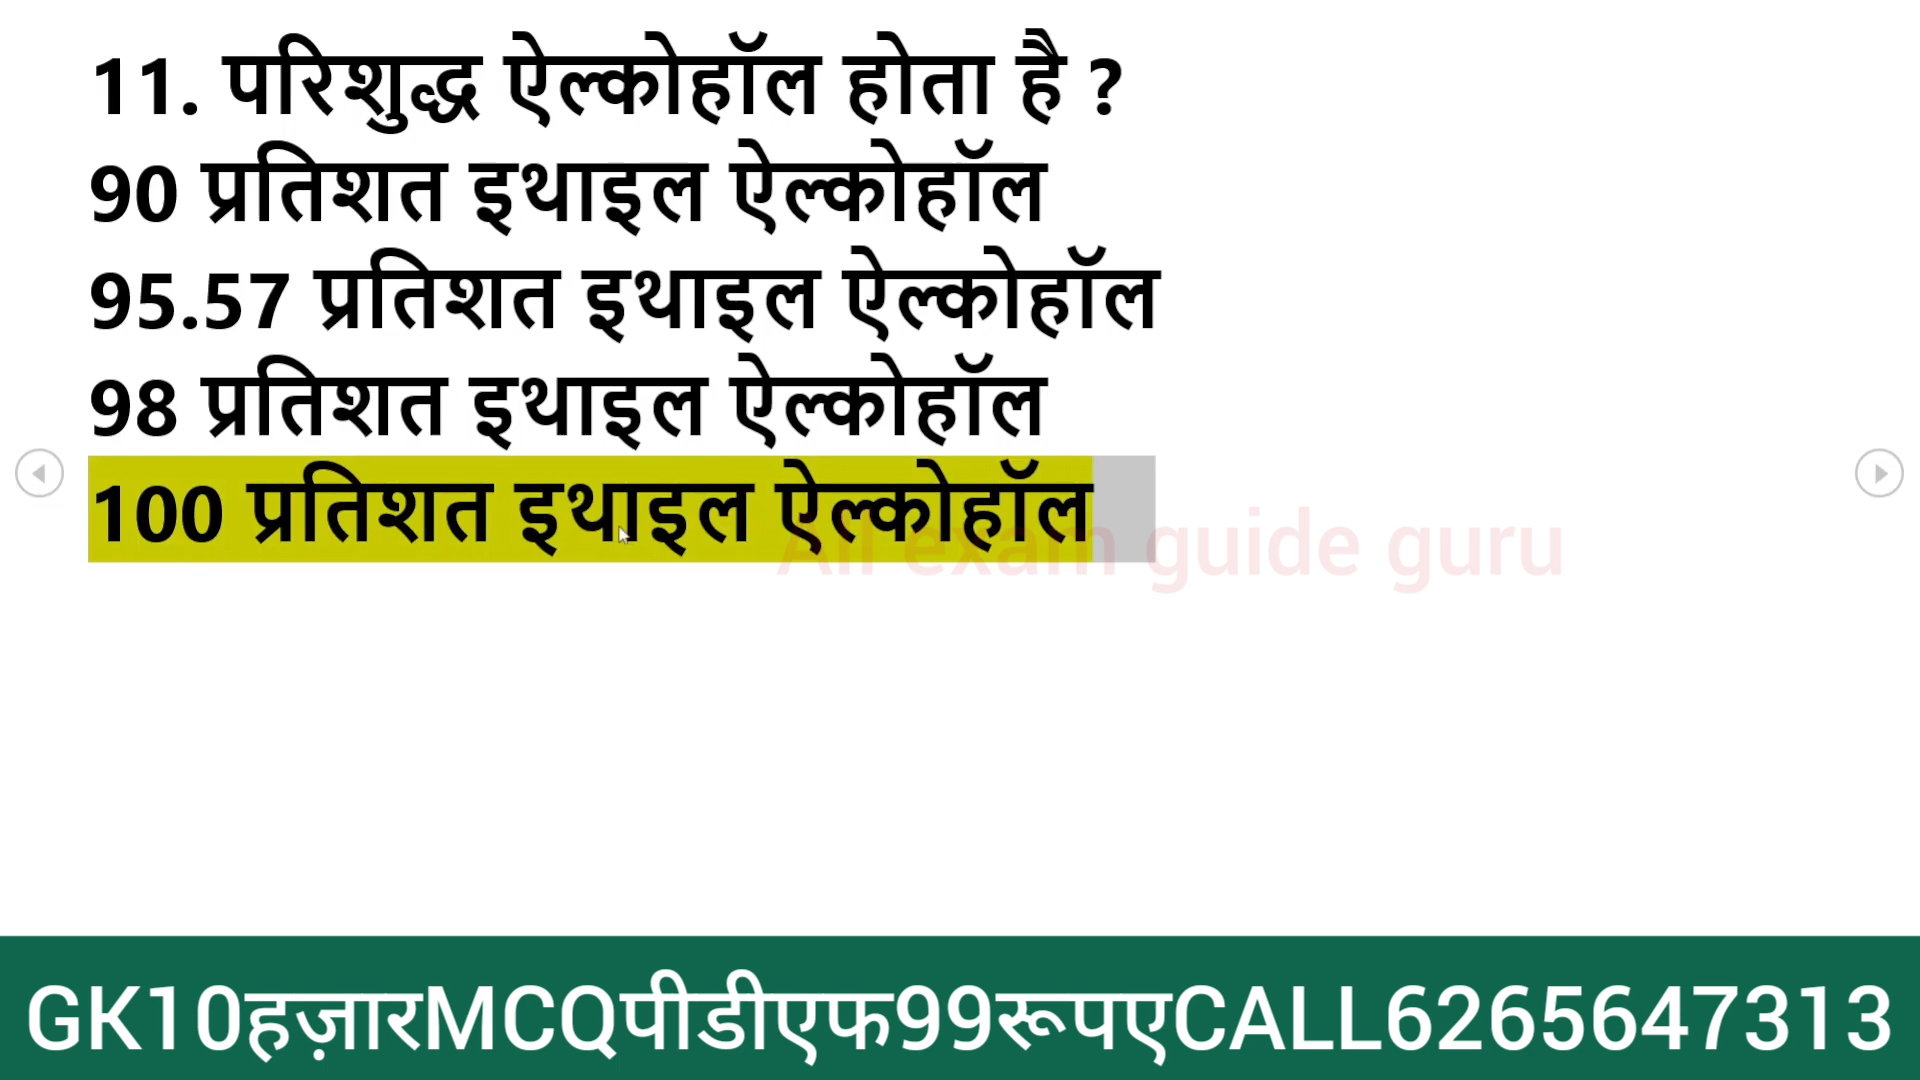 11. परिशुद्ध ऐल्कोहॉल होता है ?
90 प्रतिशत इथाइल ऐल्कोहॉल
95.57 प्रतिशत इथाइल ऐल्कोहॉल
98 प्रतिशत इथाइल ऐल्कोहॉल
100 प्रतिशत इथाइल ऐल्कोहॉल
All exam guide guru
GK10हज़ारMCQपीडीएफ99रूपएCALL6265647313